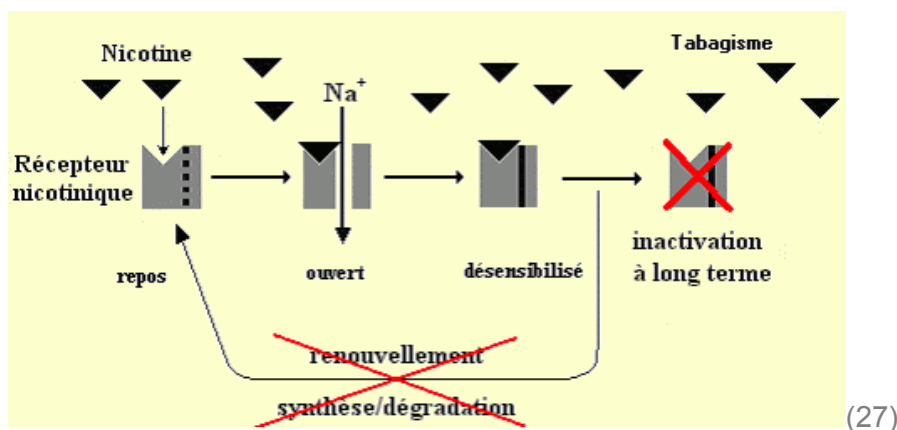 Nicotine
Tabagisme
Na+
Récepteur
nicotinique
repos
ouvert
désensibilisé
inactivation
à long terme
renouvellement
synthèse/dégradation
(27)